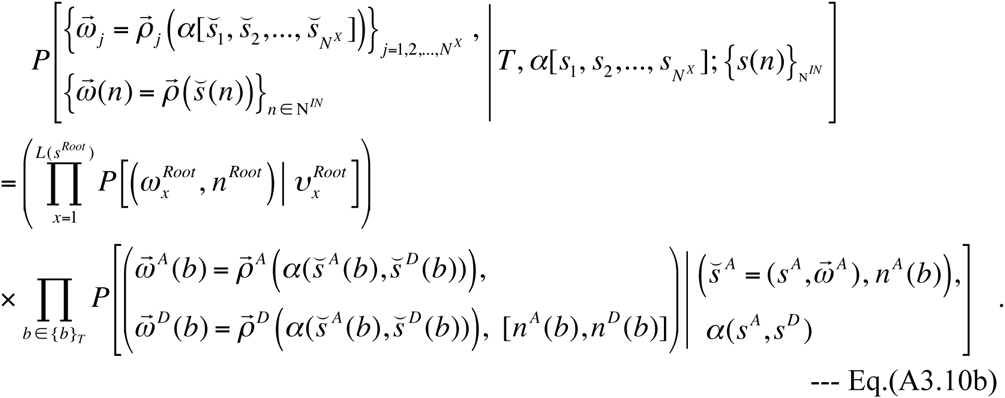 P[ {ω⃗_j = ρ⃗_j(α[s̆_1, s̆_2,..., s̆_{N^X}])}_{j=1,2,...,N^X} ,
{ω⃗(n) = ρ⃗(s̆(n))}_{n∈N^{IN}} | T, α[s_1, s_2,..., s_{N^X}]; {s(n)}_{N^{IN}} ]
= ( ∏_{x=1}^{L(s^{Root})} P[(ω_x^{Root}, n^{Root}) | υ_x^{Root}] )
× ∏_{b∈{b}_T} P[ ( ω⃗^A(b) = ρ⃗^A(α(s̆^A(b), s̆^D(b))),
ω⃗^D(b) = ρ⃗^D(α(s̆^A(b), s̆^D(b))), [n^A(b), n^D(b)] ) | (s̆^A = (s^A, ω⃗^A), n^A(b)), α(s^A, s^D) ] .
--- Eq.(A3.10b)